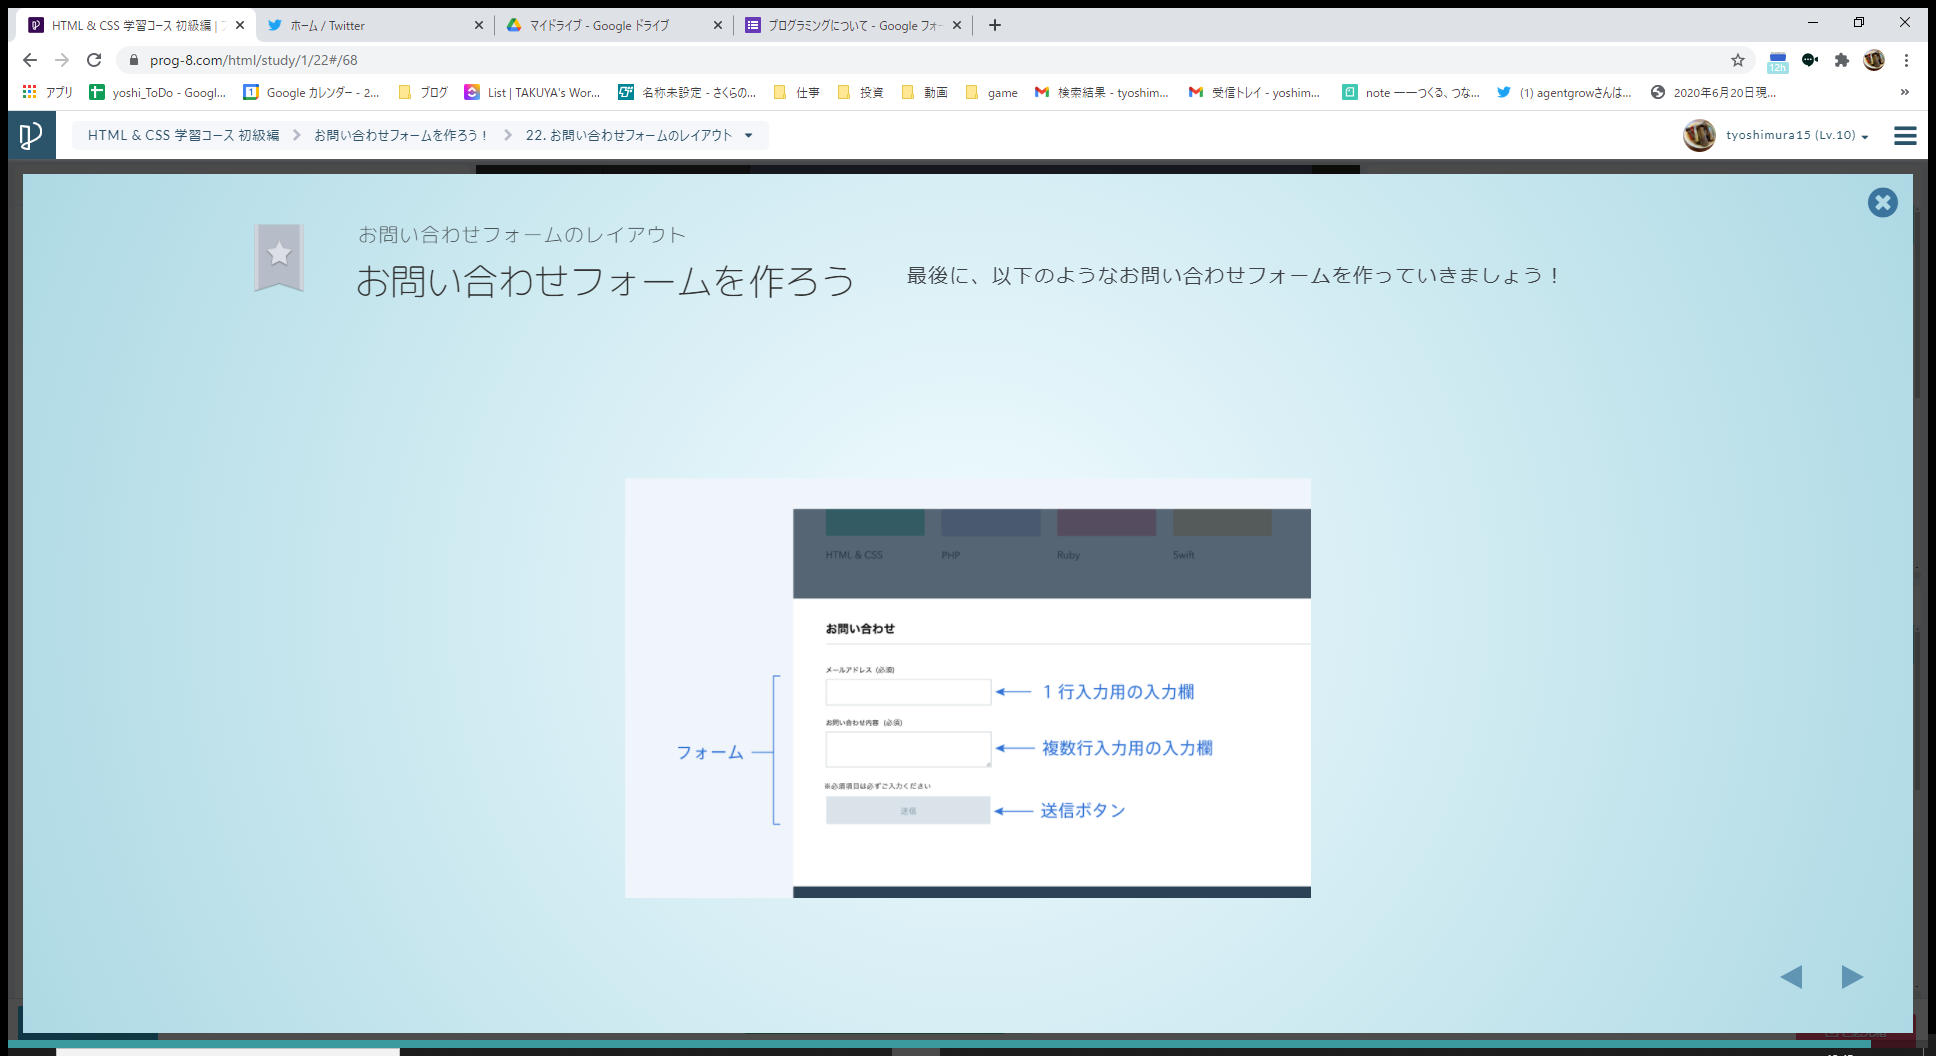 HTML & CSS 学習コース 初級編 |
ホーム / Twitter
マイドライブ - Google ドライブ
プログラミングについて - Google フォー
prog-8.com/html/study/1/22#/68
12h
アプリ
yoshi_ToDo - Googl...
Google カレンダー - 2...
ブログ
List | TAKUYA's Wor...
名称未設定 - さくらの...
仕事
投資
動画
game
検索結果 - tyoshim...
受信トレイ - yoshim...
note ――つくる、つな...
(1) agentgrowさんは...
2020年6月20日現...
»
HTML & CSS 学習コース 初級編
お問い合わせフォームを作ろう！
22. お問い合わせフォームのレイアウト
tyoshimura15 (Lv.10)
お問い合わせフォームのレイアウト
お問い合わせフォームを作ろう
最後に、以下のようなお問い合わせフォームを作っていきましょう！
HTML & CSS
PHP
Ruby
Swift
お問い合わせ
メールアドレス（必須）
1 行入力用の入力欄
お問い合わせ内容（必須）
複数行入力用の入力欄
フォーム
※必須項目は必ずご入力ください
送信
送信ボタン